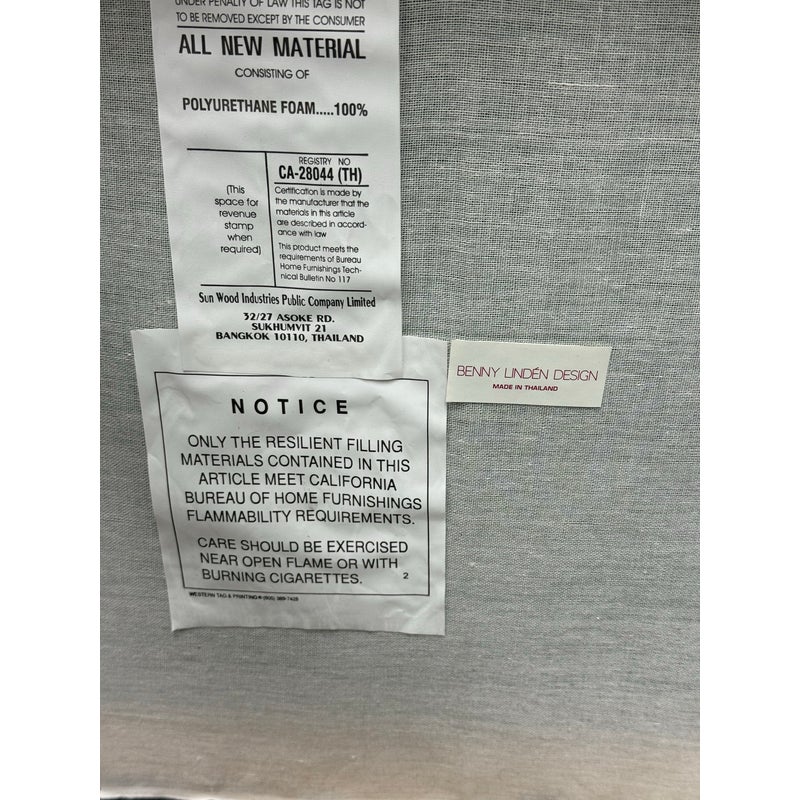 UNDER PENALTY OF LAW THIS TAG IS NOT
TO BE REMOVED EXCEPT BY THE CONSUMER
ALL NEW MATERIAL
CONSISTING OF
POLYURETHANE FOAM.....100%
(This
space for
revenue
stamp
when
required)
REGISTRY NO
CA-28044 (TH)
Certification is made by
the manufacturer that the
materials in this article
are described in accord-
ance with law
This product meets the
requirements of Bureau
Home Furnishings Tech-
nical Bulletin No 117
Sun Wood Industries Public Company Limited
32/27 ASOKE RD.
SUKHUMVIT 21
BANGKOK 10110, THAILAND
BENNY LINDÉN DESIGN
MADE IN THAILAND
NOTICE
ONLY THE RESILIENT FILLING
MATERIALS CONTAINED IN THIS
ARTICLE MEET CALIFORNIA
BUREAU OF HOME FURNISHINGS
FLAMMABILITY REQUIREMENTS.
CARE SHOULD BE EXERCISED
NEAR OPEN FLAME OR WITH
BURNING CIGARETTES. 2
WESTERN TAG & PRINTING